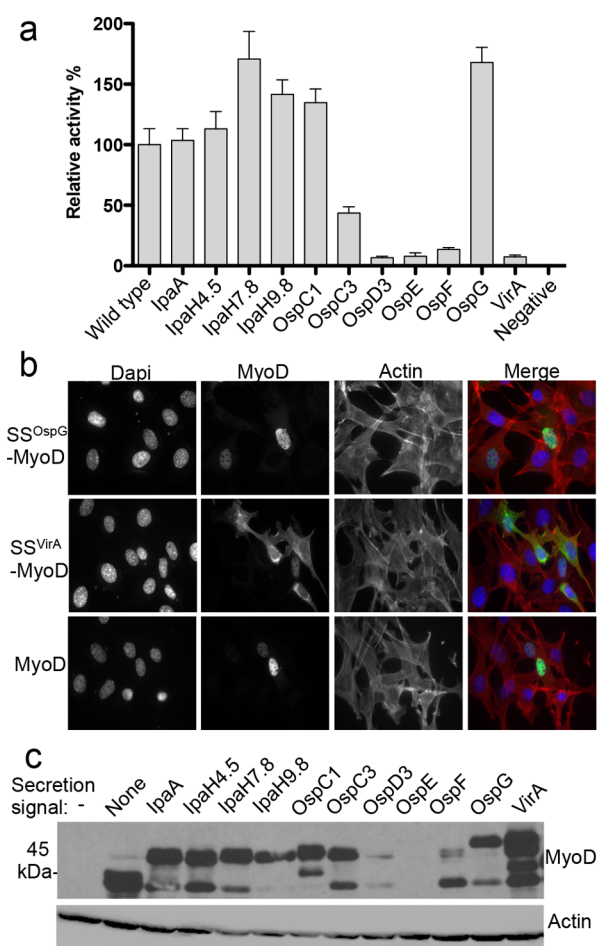 a
Relative activity %
200
150
100
50
0
Wild type
IpaA
IpaH4.5
IpaH7.8
IpaH9.8
OspC1
OspC3
OspD3
OspE
OspF
OspG
VirA
Negative
b
Dapi MyoD Actin Merge
SS^OspG
-MyoD
SS^VirA
-MyoD
MyoD
c
Secretion
signal: - None IpaA IpaH4.5 IpaH7.8 IpaH9.8 OspC1 OspC3 OspD3 OspE OspF OspG VirA
45
kDa-
MyoD
Actin